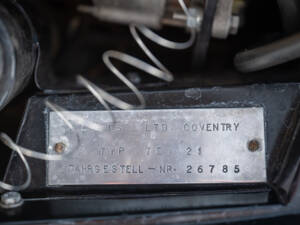 LTD COVENTRY
TYP 21
FAHRGESTELL-NR. 26785